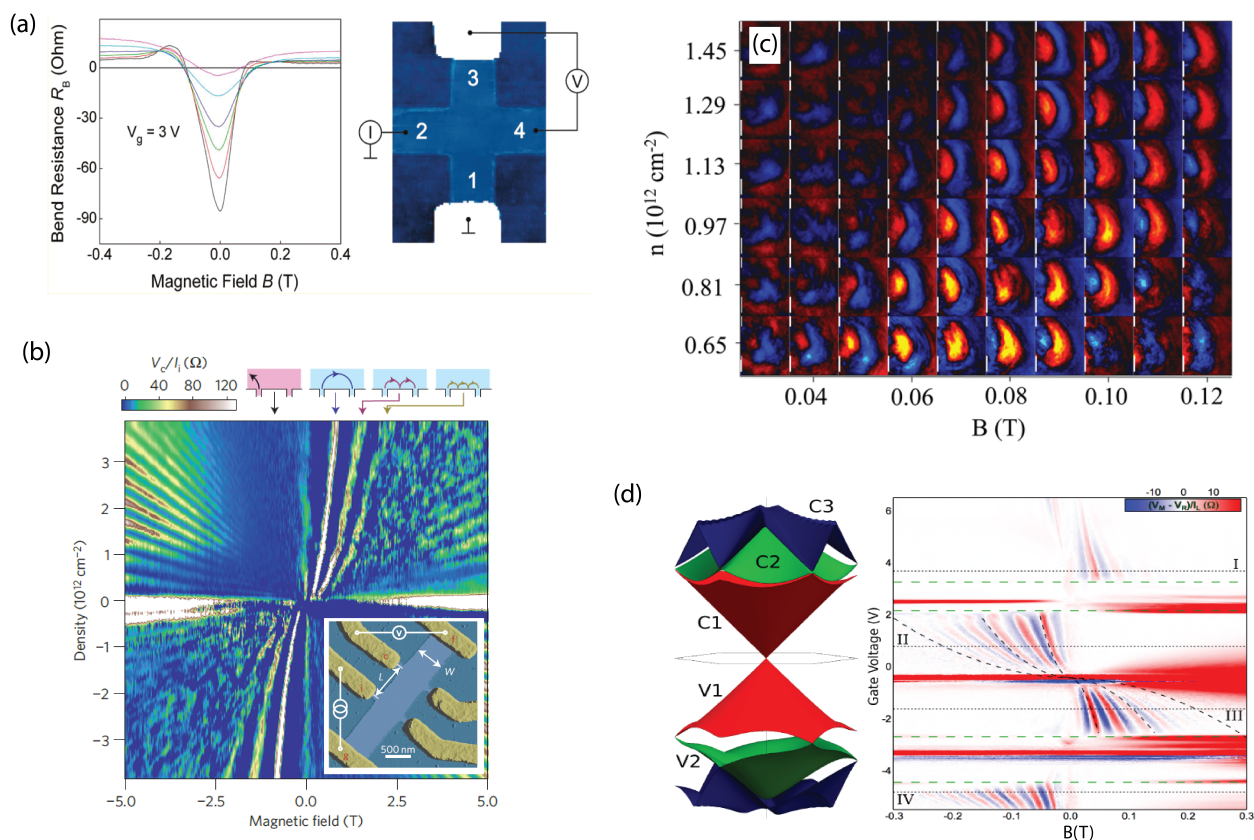 (a)
15
0
-30
-60
-90
Bend Resistance R_B (Ohm)
V_g = 3 V
-0.4 -0.2 0.0 0.2 0.4
Magnetic Field B (T)
3
2 4
1
I
V
(c)
1.45
1.29
1.13
0.97
0.81
0.65
n (10^12 cm^-2)
0.04 0.06 0.08 0.10 0.12
B (T)
(b)
V_c/I_i (Ω)
0 40 80 120
3
2
1
0
−1
−2
−3
Density (10^12 cm^−2)
V
L
W
500 nm
−5.0 −2.5 0.0 2.5 5.0
Magnetic field (T)
(d)
C3
C2
C1
V1
V2
-10 0 10
(V_M - V_R)/I_L (Ω)
6
4
2
0
-2
-4
Gate Voltage (V)
I
II
III
IV
-0.3 -0.2 -0.1 0.0 0.1 0.2 0.3
B(T)